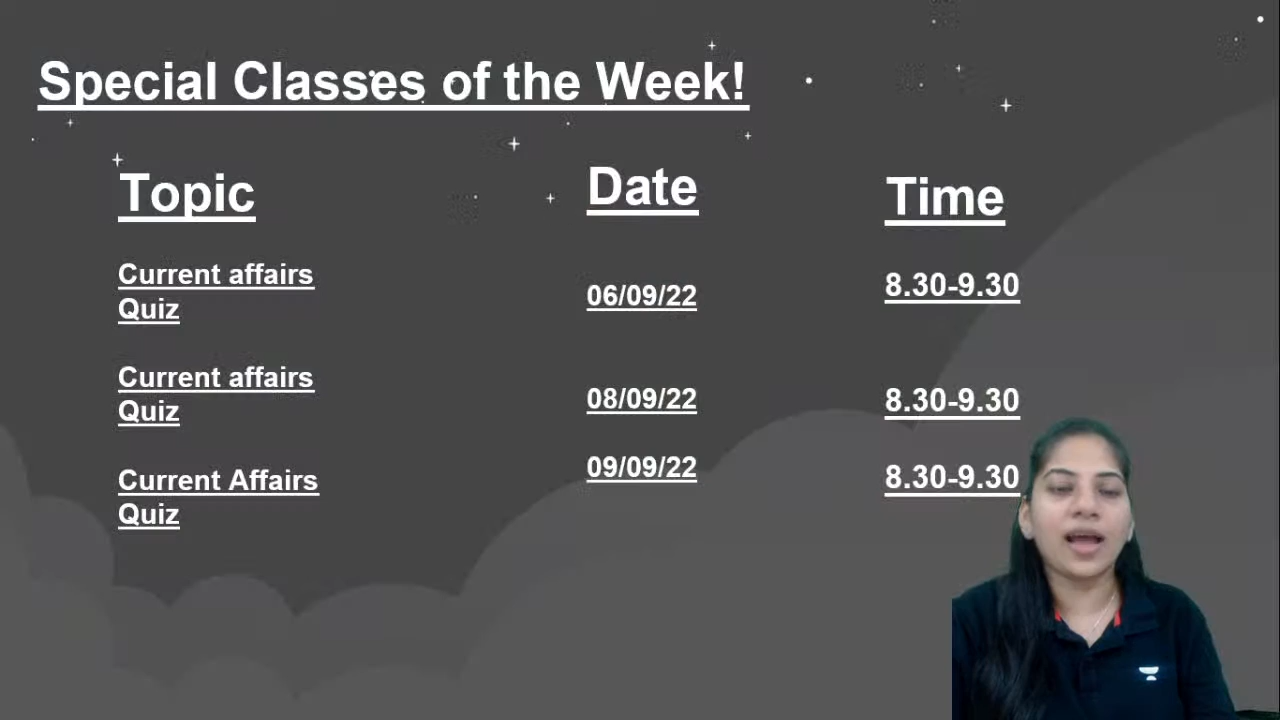 Special Classes of the Week!
Topic
Date
Time
Current affairs
Quiz
06/09/22
8.30-9.30
Current affairs
Quiz
08/09/22
8.30-9.30
Current Affairs
Quiz
09/09/22
8.30-9.30